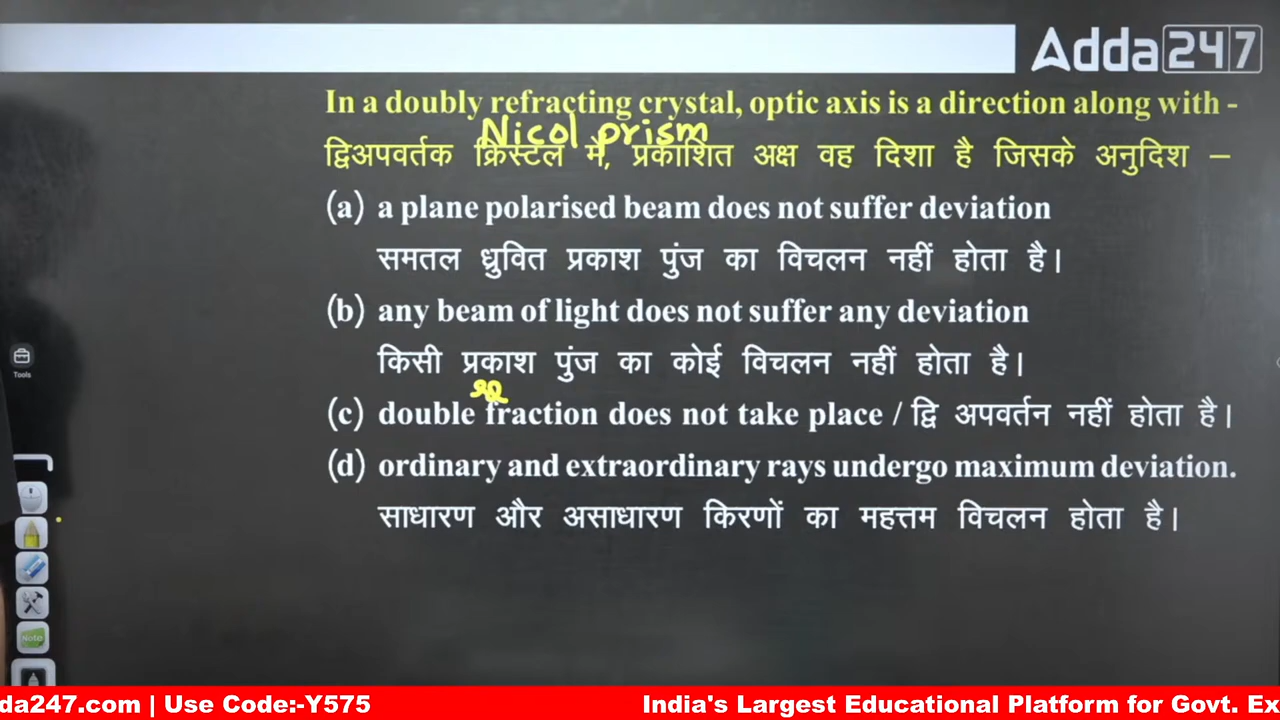 Adda247
In a doubly refracting crystal, optic axis is a direction along with -
Nicol prism
द्विअपवर्तक क्रिस्टल में, प्रकाशित अक्ष वह दिशा है जिसके अनुदिश –
(a) a plane polarised beam does not suffer deviation
समतल ध्रुवित प्रकाश पुंज का विचलन नहीं होता है।
(b) any beam of light does not suffer any deviation
किसी प्रकाश पुंज का कोई विचलन नहीं होता है।
(c) double fraction does not take place / द्वि अपवर्तन नहीं होता है।
(d) ordinary and extraordinary rays undergo maximum deviation.
साधारण और असाधारण किरणों का महत्तम विचलन होता है।
Tools
Note
da247.com | Use Code:-Y575 India's Largest Educational Platform for Govt. Ex